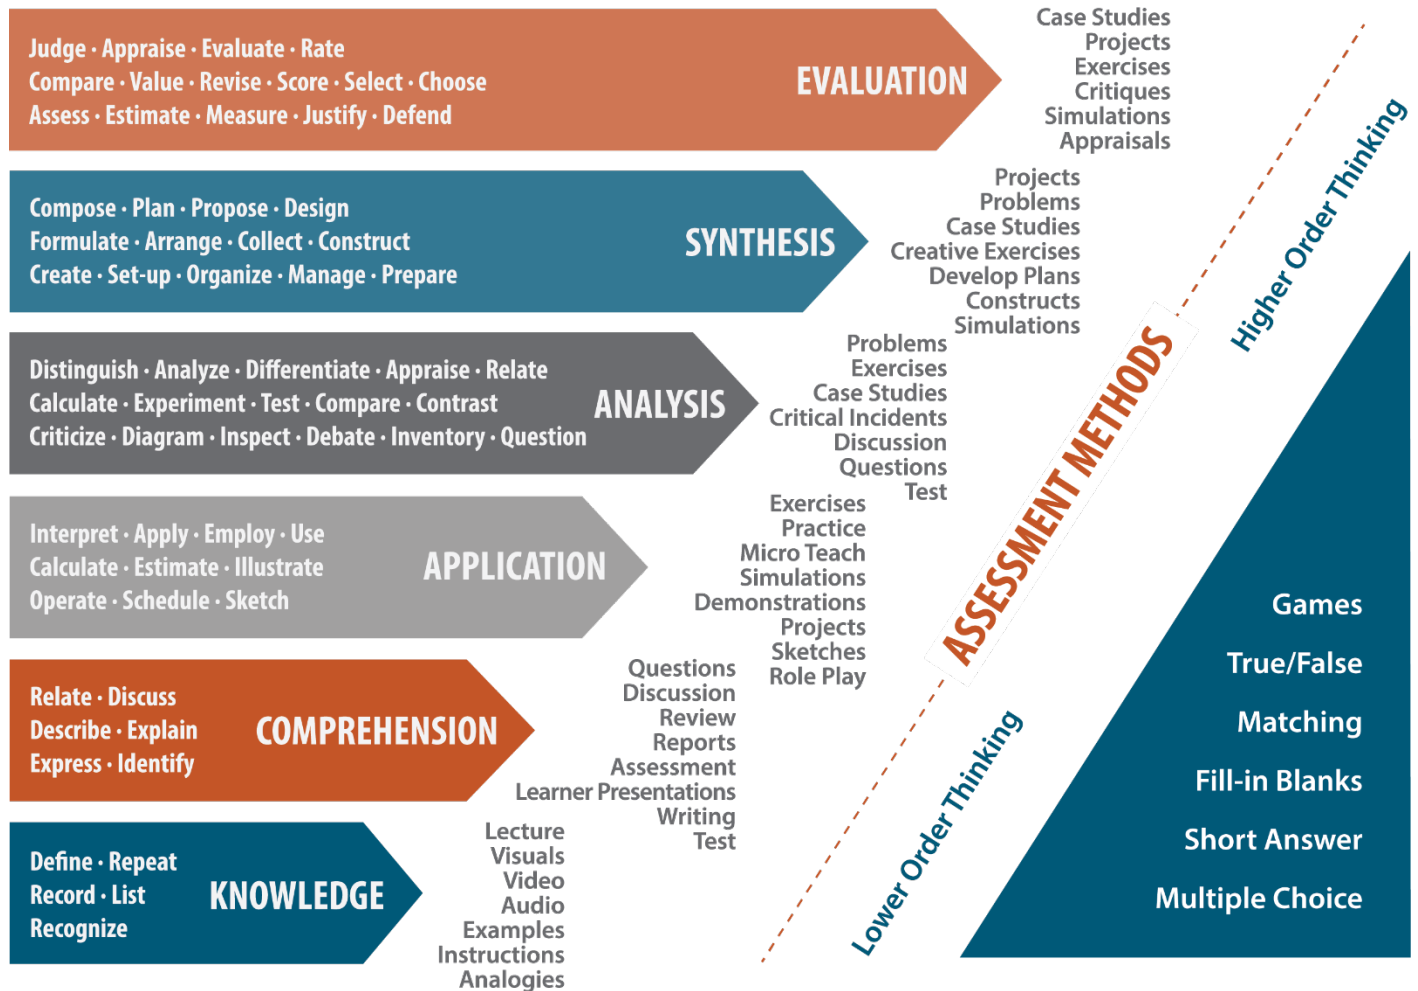 Judge · Appraise · Evaluate · Rate
Compare · Value · Revise · Score · Select · Choose
Assess · Estimate · Measure · Justify · Defend
EVALUATION
Case Studies
Projects
Exercises
Critiques
Simulations
Appraisals
Compose · Plan · Propose · Design
Formulate · Arrange · Collect · Construct
Create · Set-up · Organize · Manage · Prepare
SYNTHESIS
Projects
Problems
Case Studies
Creative Exercises
Develop Plans
Constructs
Simulations
Distinguish · Analyze · Differentiate · Appraise · Relate
Calculate · Experiment · Test · Compare · Contrast
Criticize · Diagram · Inspect · Debate · Inventory · Question
ANALYSIS
Problems
Exercises
Case Studies
Critical Incidents
Discussion
Questions
Test
Interpret · Apply · Employ · Use
Calculate · Estimate · Illustrate
Operate · Schedule · Sketch
APPLICATION
Exercises
Practice
Micro Teach
Simulations
Demonstrations
Projects
Sketches
Role Play
Relate · Discuss
Describe · Explain
Express · Identify
COMPREHENSION
Questions
Discussion
Review
Reports
Assessment
Learner Presentations
Writing
Test
Define · Repeat
Record · List
Recognize
KNOWLEDGE
Lecture
Visuals
Video
Audio
Examples
Instructions
Analogies
Higher Order Thinking
ASSESSMENT METHODS
Lower Order Thinking
Games
True/False
Matching
Fill-in Blanks
Short Answer
Multiple Choice